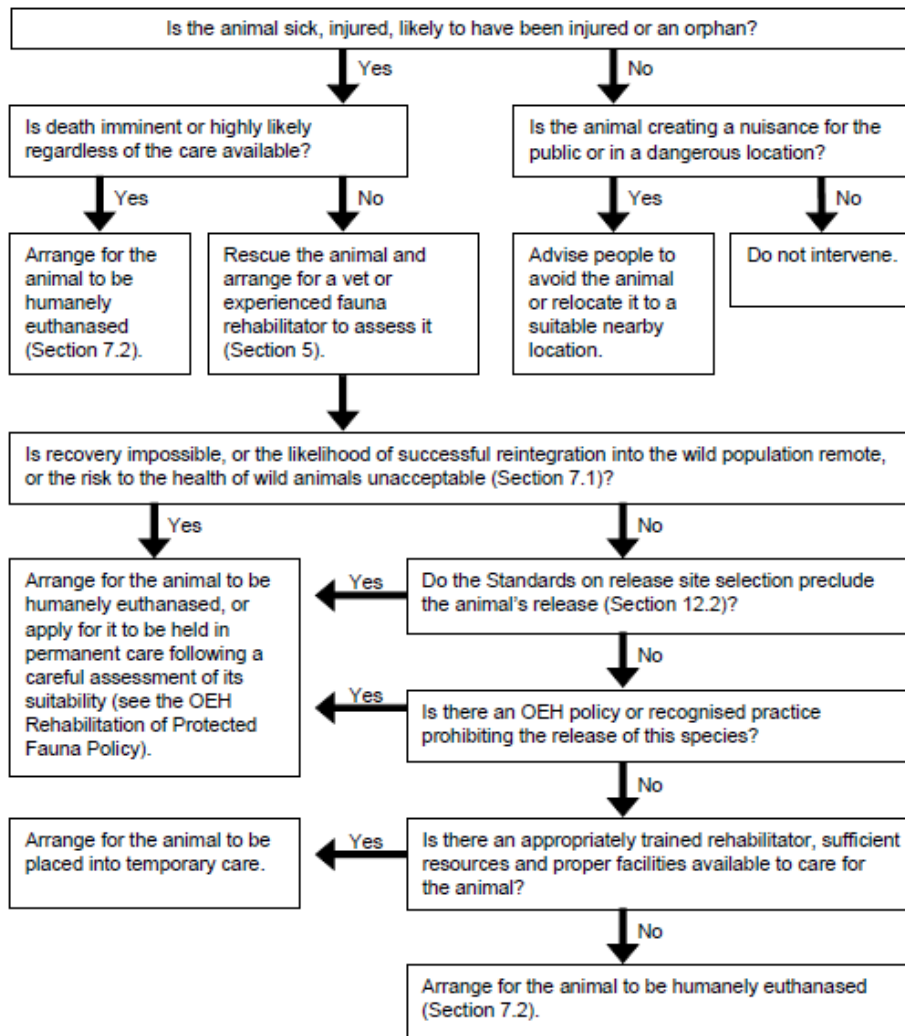 Is the animal sick, injured, likely to have been injured or an orphan?
Yes
No
Is death imminent or highly likely
regardless of the care available?
Is the animal creating a nuisance for the
public or in a dangerous location?
Yes
No
Yes
No
Arrange for the
animal to be
humanely
euthanased
(Section 7.2).
Rescue the animal and
arrange for a vet or
experienced fauna
rehabilitator to assess it
(Section 5).
Advise people to
avoid the animal
or relocate it to a
suitable nearby
location.
Do not intervene.
Is recovery impossible, or the likelihood of successful reintegration into the wild population remote,
or the risk to the health of wild animals unacceptable (Section 7.1)?
Yes
No
Arrange for the animal to be
humanely euthanased, or
apply for it to be held in
permanent care following a
careful assessment of its
suitability (see the OEH
Rehabilitation of Protected
Fauna Policy).
Yes
Do the Standards on release site selection preclude
the animal's release (Section 12.2)?
No
Yes
Is there an OEH policy or recognised practice
prohibiting the release of this species?
No
Arrange for the animal to be
placed into temporary care.
Yes
Is there an appropriately trained rehabilitator, sufficient
resources and proper facilities available to care for
the animal?
No
Arrange for the animal to be humanely euthanased
(Section 7.2).